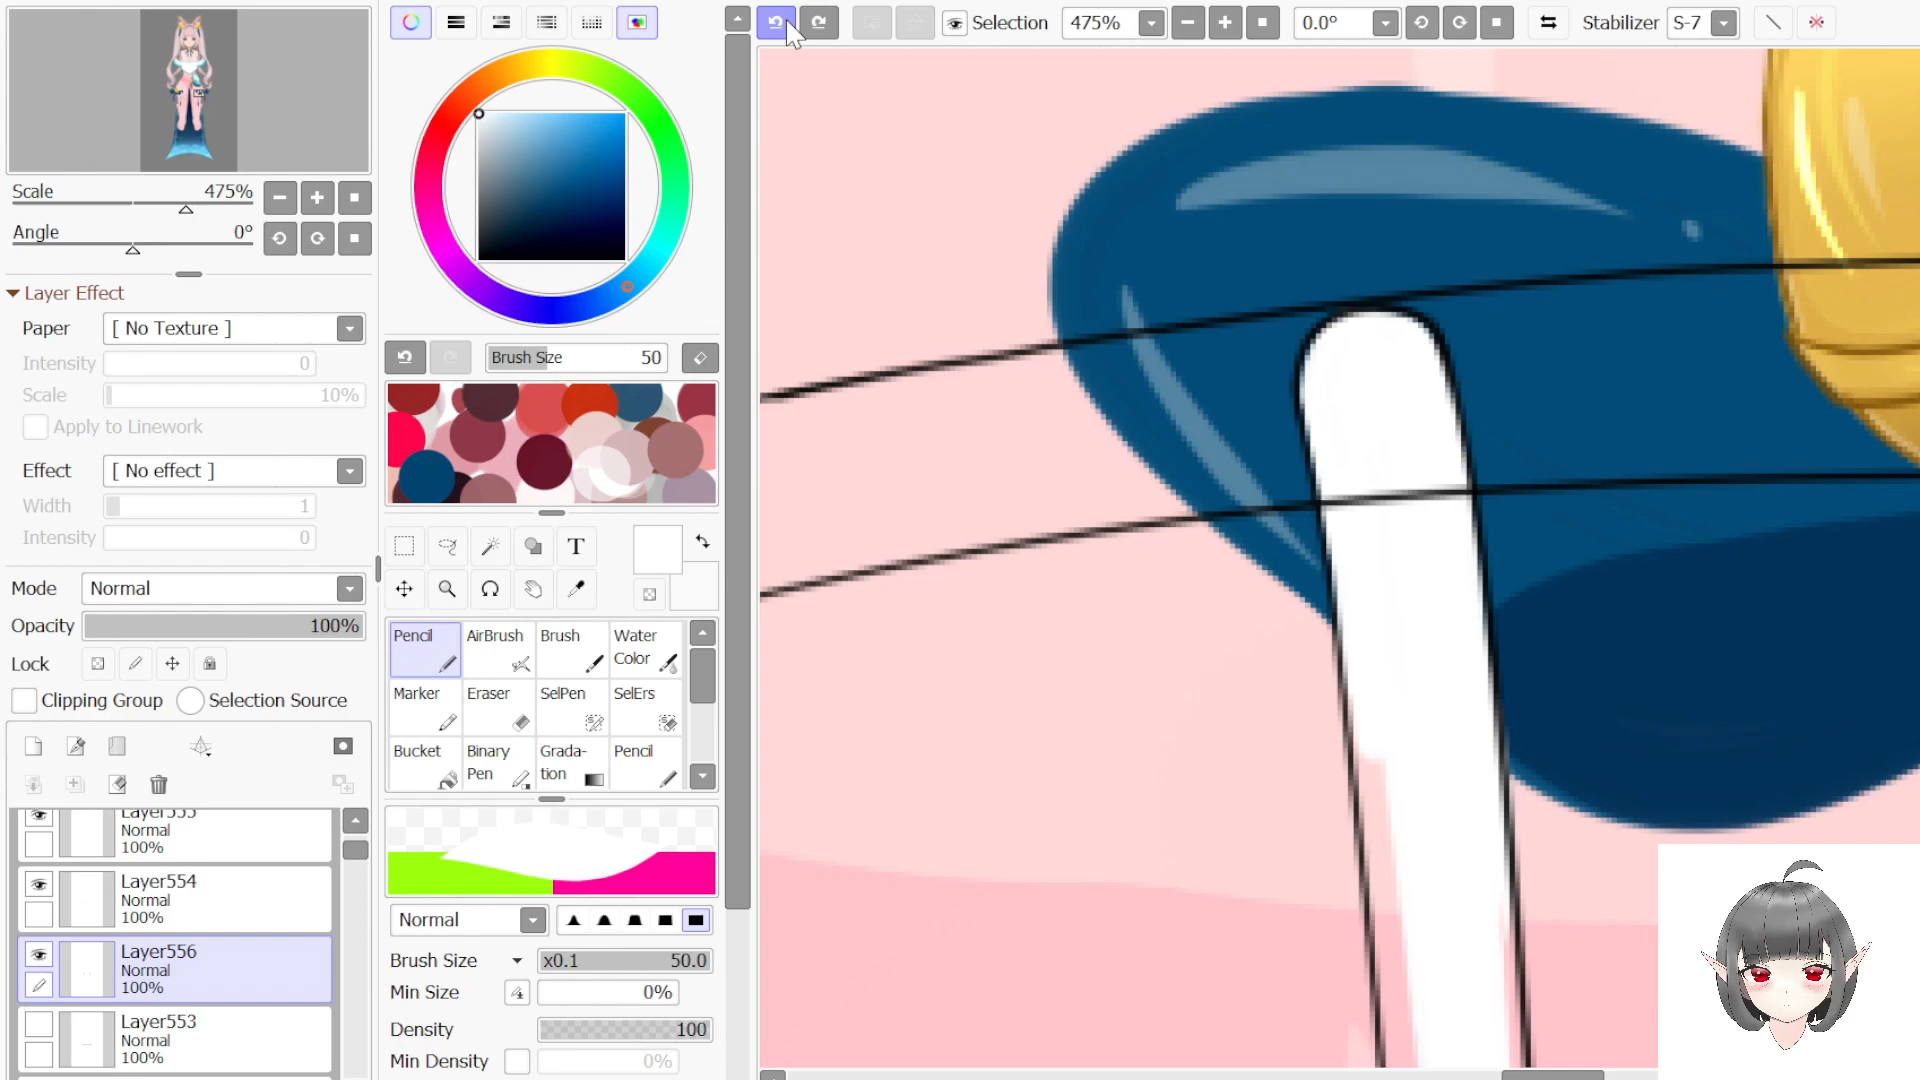 Selection 475% 0.0° Stabilizer S-7
Scale 475%
Angle 0°
Layer Effect
Paper [ No Texture ]
Intensity 0
Scale 10%
Apply to Linework
Effect [ No effect ]
Width 1
Intensity 0
Mode Normal
Opacity 100%
Lock
Clipping Group Selection Source
Layer555
Normal
100%
Layer554
Normal
100%
Layer556
Normal
100%
Layer553
Normal
100%
Brush Size 50
T
Pencil AirBrush Brush Water Color
Marker Eraser SelPen SelErs
Bucket Binary Pen Grada-tion Pencil
Normal
Brush Size x0.1 50.0
Min Size 0%
Density 100
Min Density 0%